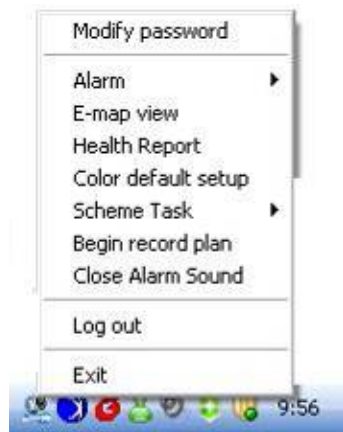 Modify password
Alarm
E-map view
Health Report
Color default setup
Scheme Task
Begin record plan
Close Alarm Sound
Log out
Exit
9:56